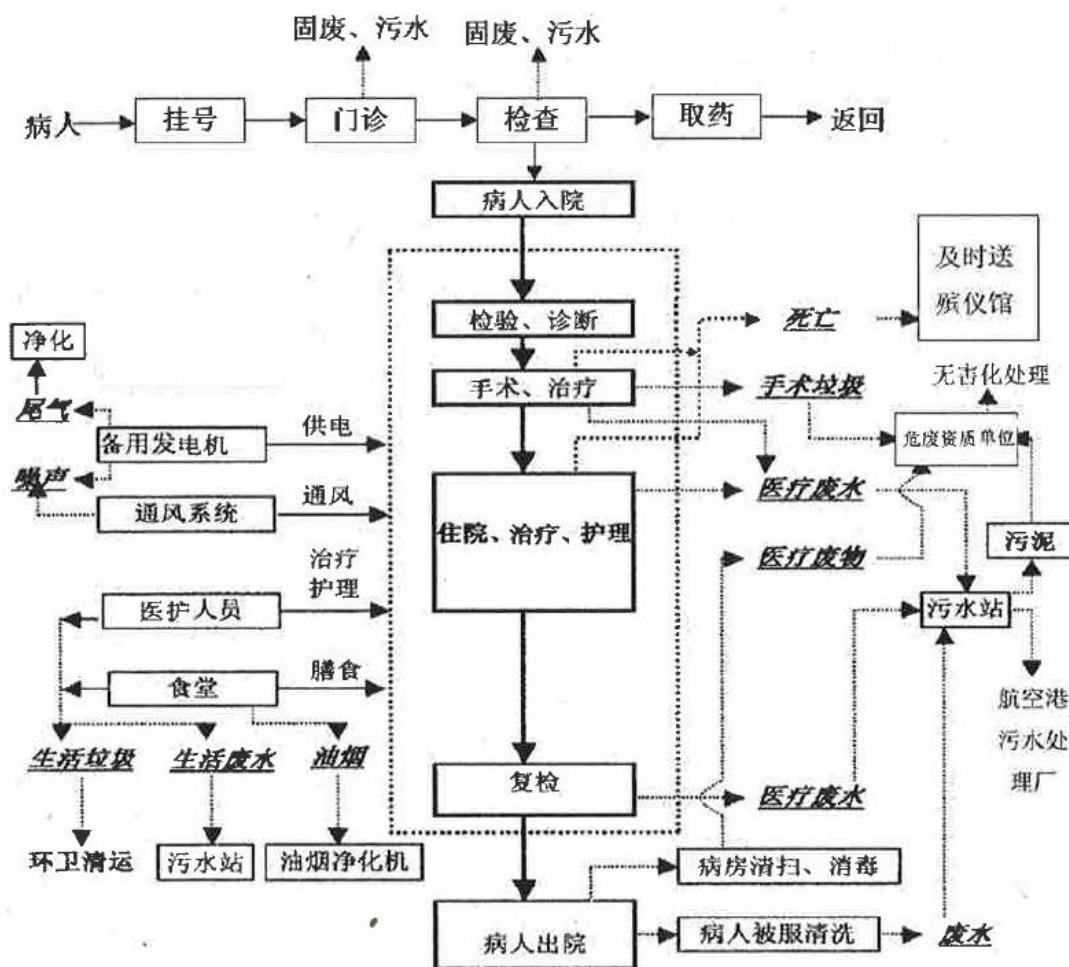 固废、污水
固废、污水
病人
挂号
门诊
检查
取药
返回
病人入院
及时送
殡仪馆
检验、诊断
死亡
净化
手术、治疗
手术垃圾
无害化处理
尾气
备用发电机
供电
危废资质单位
噪声
通风系统
通风
住院、治疗、护理
医疗废水
污泥
医疗废物
治疗
护理
医护人员
污水站
食堂
膳食
航空港
污水处
理厂
生活垃圾
生活废水
油烟
复检
医疗废水
环卫清运
污水站
油烟净化机
病房清扫、消毒
病人出院
病人被服清洗
废水